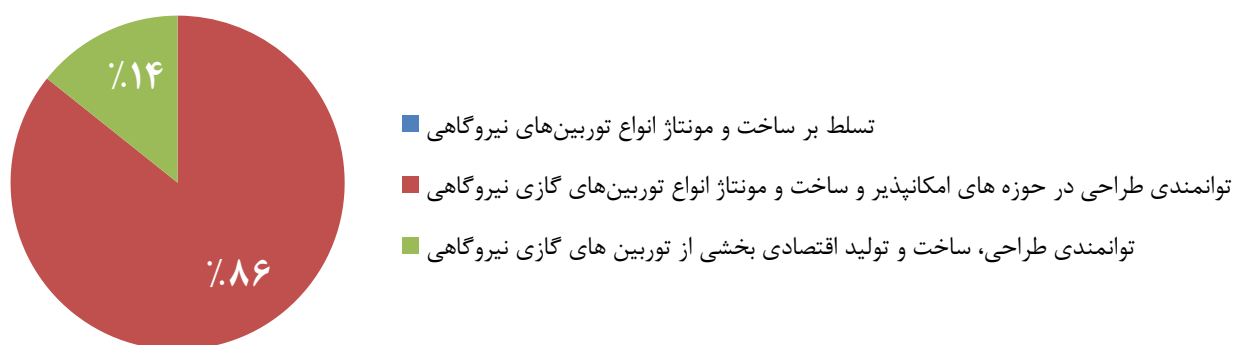 ٪۱۴
٪۸۶
تسلط بر ساخت و مونتاژ انواع توربین‌های نیروگاهی
توانمندی طراحی در حوزه های امکانپذیر و ساخت و مونتاژ انواع توربین‌های گازی نیروگاهی
توانمندی طراحی، ساخت و تولید اقتصادی بخشی از توربین های گازی نیروگاهی